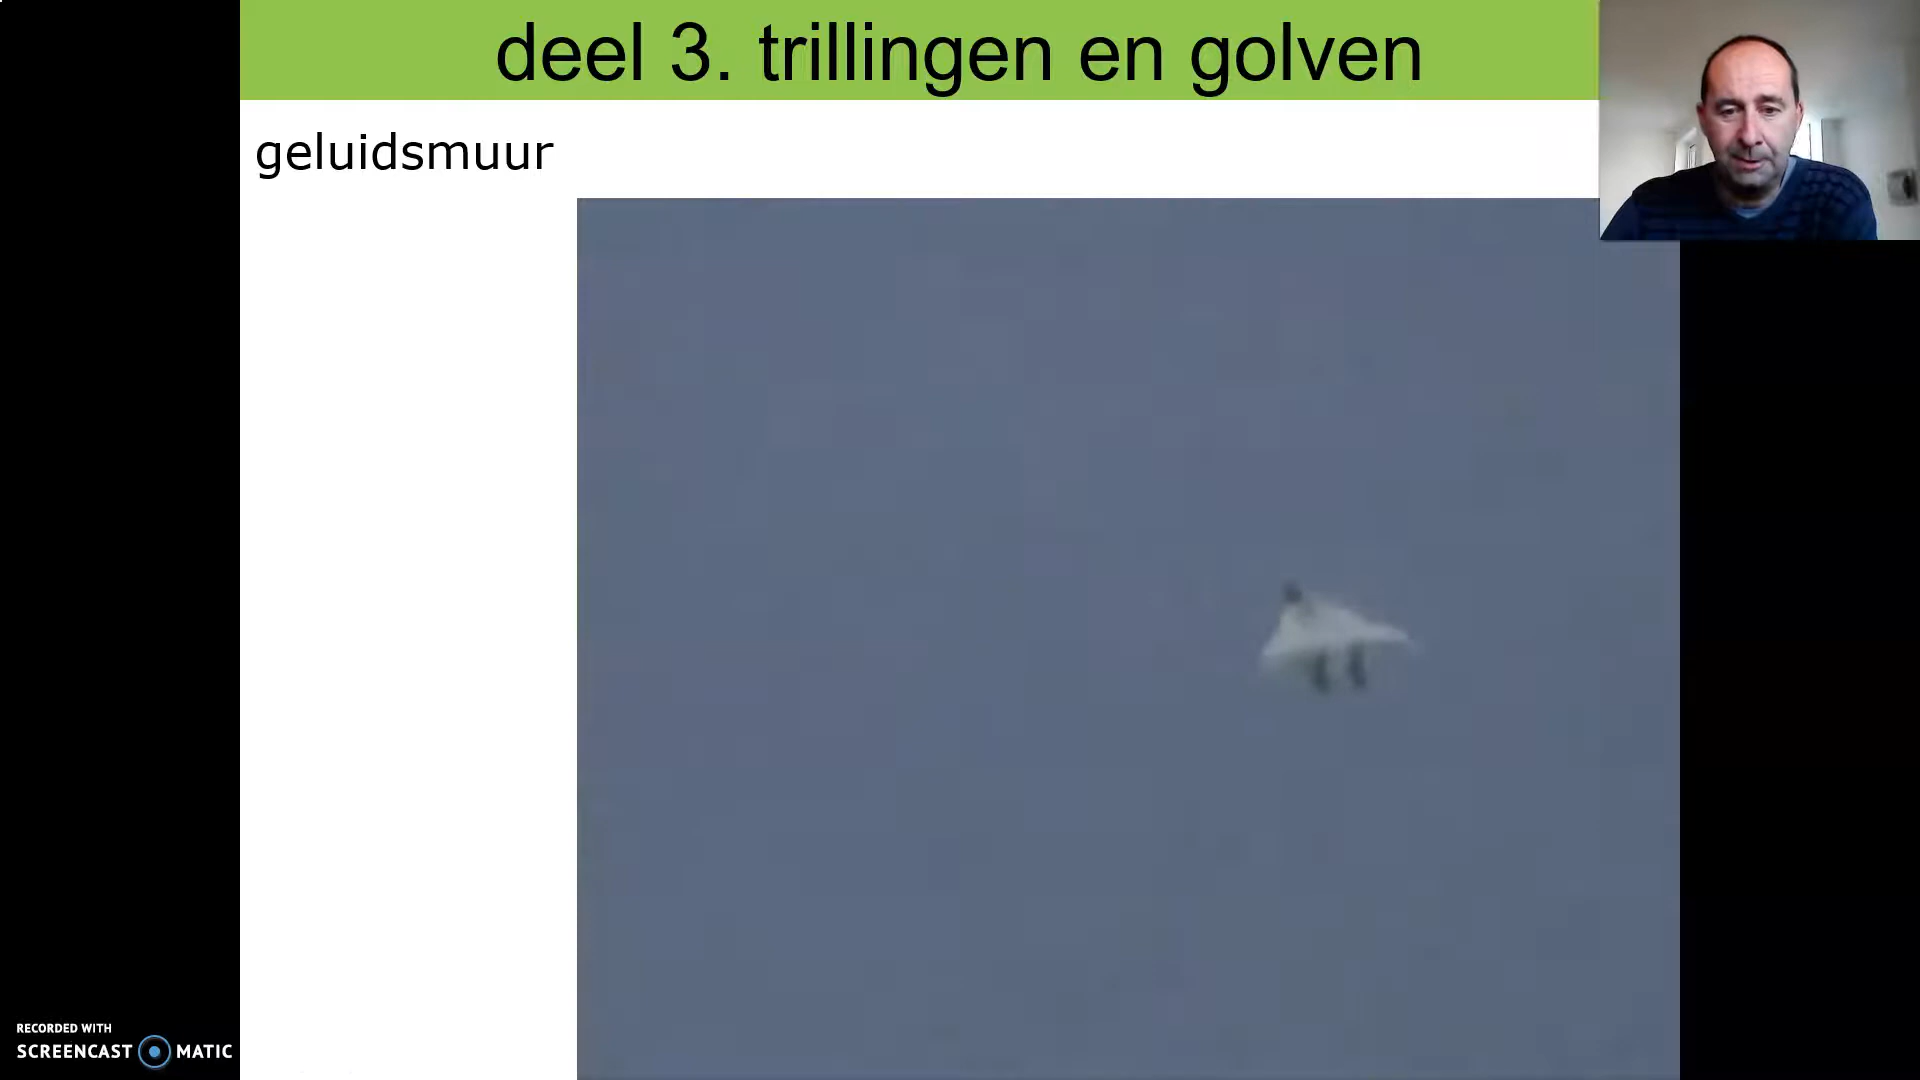 deel 3. trillingen en golven
geluidsmuur
RECORDED WITH
SCREENCAST MATIC